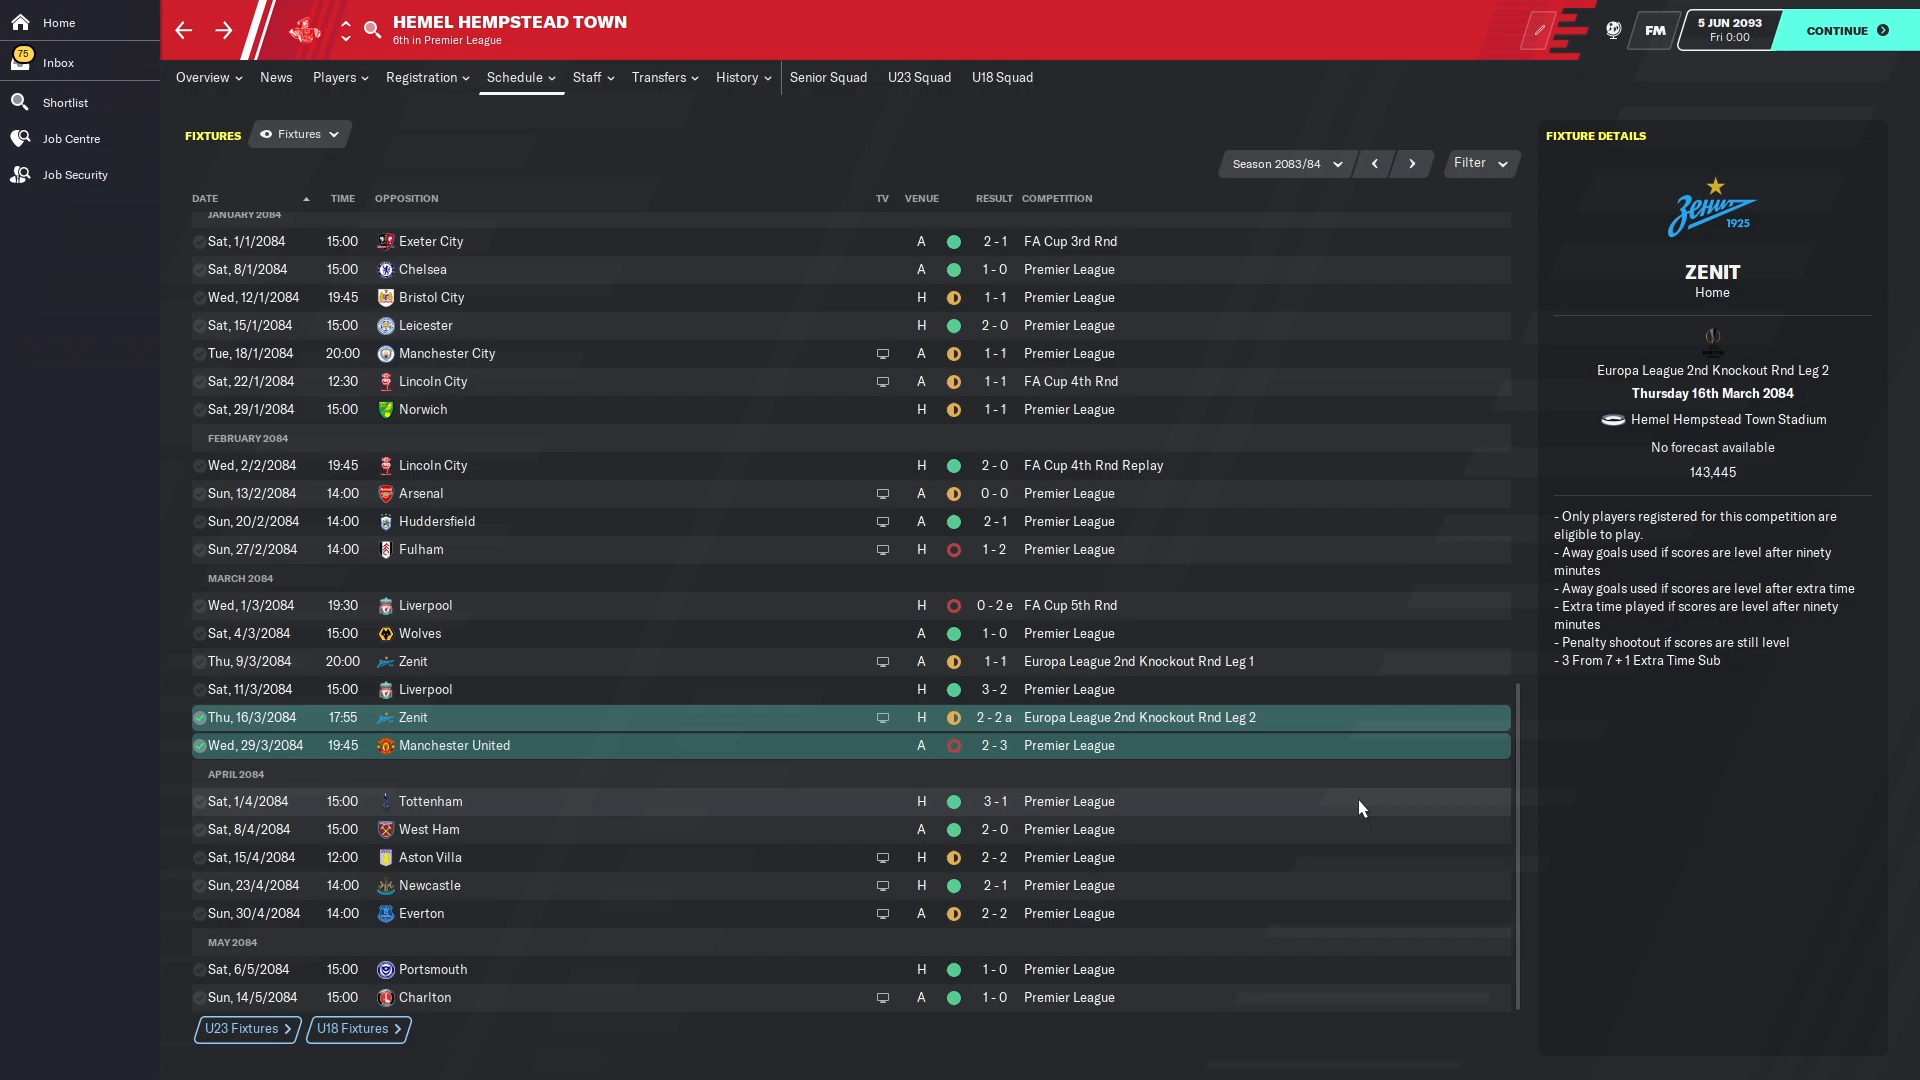 Home
75
Inbox
Shortlist
Job Centre
Job Security
HEMEL HEMPSTEAD TOWN
6th in Premier League
FM
5 JUN 2093
Fri 0:00
CONTINUE
Overview News Players Registration Schedule Staff Transfers History Senior Squad U23 Squad U18 Squad
FIXTURES Fixtures
Season 2083/84 Filter
DATE TIME OPPOSITION TV VENUE RESULT COMPETITION
JANUARY 2084
Sat, 1/1/2084 15:00 Exeter City A 2 - 1 FA Cup 3rd Rnd
Sat, 8/1/2084 15:00 Chelsea A 1 - 0 Premier League
Wed, 12/1/2084 19:45 Bristol City H 1 - 1 Premier League
Sat, 15/1/2084 15:00 Leicester H 2 - 0 Premier League
Tue, 18/1/2084 20:00 Manchester City A 1 - 1 Premier League
Sat, 22/1/2084 12:30 Lincoln City A 1 - 1 FA Cup 4th Rnd
Sat, 29/1/2084 15:00 Norwich H 1 - 1 Premier League
FEBRUARY 2084
Wed, 2/2/2084 19:45 Lincoln City H 2 - 0 FA Cup 4th Rnd Replay
Sun, 13/2/2084 14:00 Arsenal A 0 - 0 Premier League
Sun, 20/2/2084 14:00 Huddersfield A 2 - 1 Premier League
Sun, 27/2/2084 14:00 Fulham H 1 - 2 Premier League
MARCH 2084
Wed, 1/3/2084 19:30 Liverpool H 0 - 2 e FA Cup 5th Rnd
Sat, 4/3/2084 15:00 Wolves A 1 - 0 Premier League
Thu, 9/3/2084 20:00 Zenit A 1 - 1 Europa League 2nd Knockout Rnd Leg 1
Sat, 11/3/2084 15:00 Liverpool H 3 - 2 Premier League
Thu, 16/3/2084 17:55 Zenit H 2 - 2 a Europa League 2nd Knockout Rnd Leg 2
Wed, 29/3/2084 19:45 Manchester United A 2 - 3 Premier League
APRIL 2084
Sat, 1/4/2084 15:00 Tottenham H 3 - 1 Premier League
Sat, 8/4/2084 15:00 West Ham A 2 - 0 Premier League
Sat, 15/4/2084 12:00 Aston Villa H 2 - 2 Premier League
Sun, 23/4/2084 14:00 Newcastle H 2 - 1 Premier League
Sun, 30/4/2084 14:00 Everton A 2 - 2 Premier League
MAY 2084
Sat, 6/5/2084 15:00 Portsmouth H 1 - 0 Premier League
Sun, 14/5/2084 15:00 Charlton A 1 - 0 Premier League
U23 Fixtures U18 Fixtures
FIXTURE DETAILS
Зенит
1925
ZENIT
Home
Europa League 2nd Knockout Rnd Leg 2
Thursday 16th March 2084
Hemel Hempstead Town Stadium
No forecast available
143,445
- Only players registered for this competition are
eligible to play.
- Away goals used if scores are level after ninety
minutes
- Away goals used if scores are level after extra time
- Extra time played if scores are level after ninety
minutes
- Penalty shootout if scores are still level
- 3 From 7 + 1 Extra Time Sub